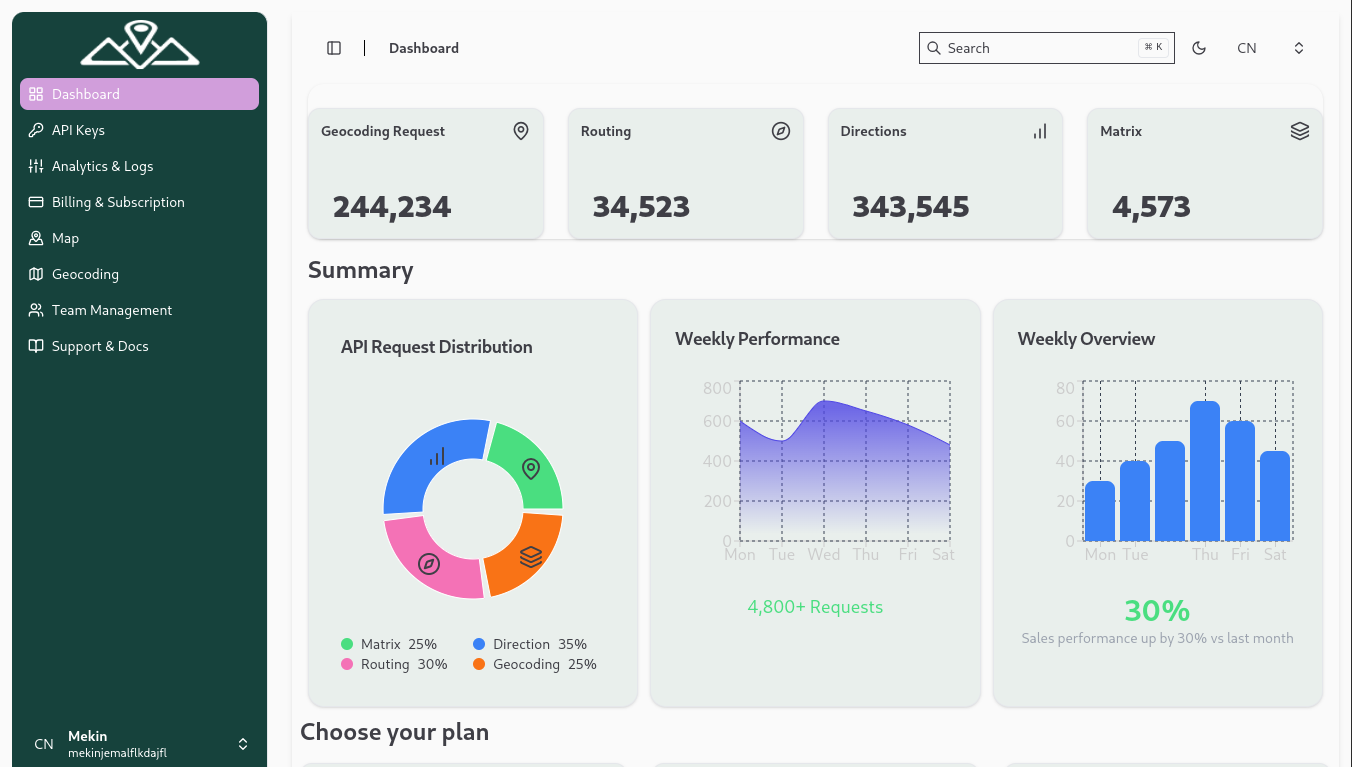 Dashboard
API Keys
Analytics & Logs
Billing & Subscription
Map
Geocoding
Team Management
Support & Docs
CN
Mekin
mekinjemalflkdajfl
Dashboard
Search
⌘ K
CN
Geocoding Request
244,234
Routing
34,523
Directions
343,545
Matrix
4,573
Summary
API Request Distribution
Matrix 25%
Direction 35%
Routing 30%
Geocoding 25%
Weekly Performance
800
600
400
200
0
Mon Tue Wed Thu Fri Sat
4,800+ Requests
Weekly Overview
80
60
40
20
0
Mon Tue Thu Fri Sat
30%
Sales performance up by 30% vs last month
Choose your plan